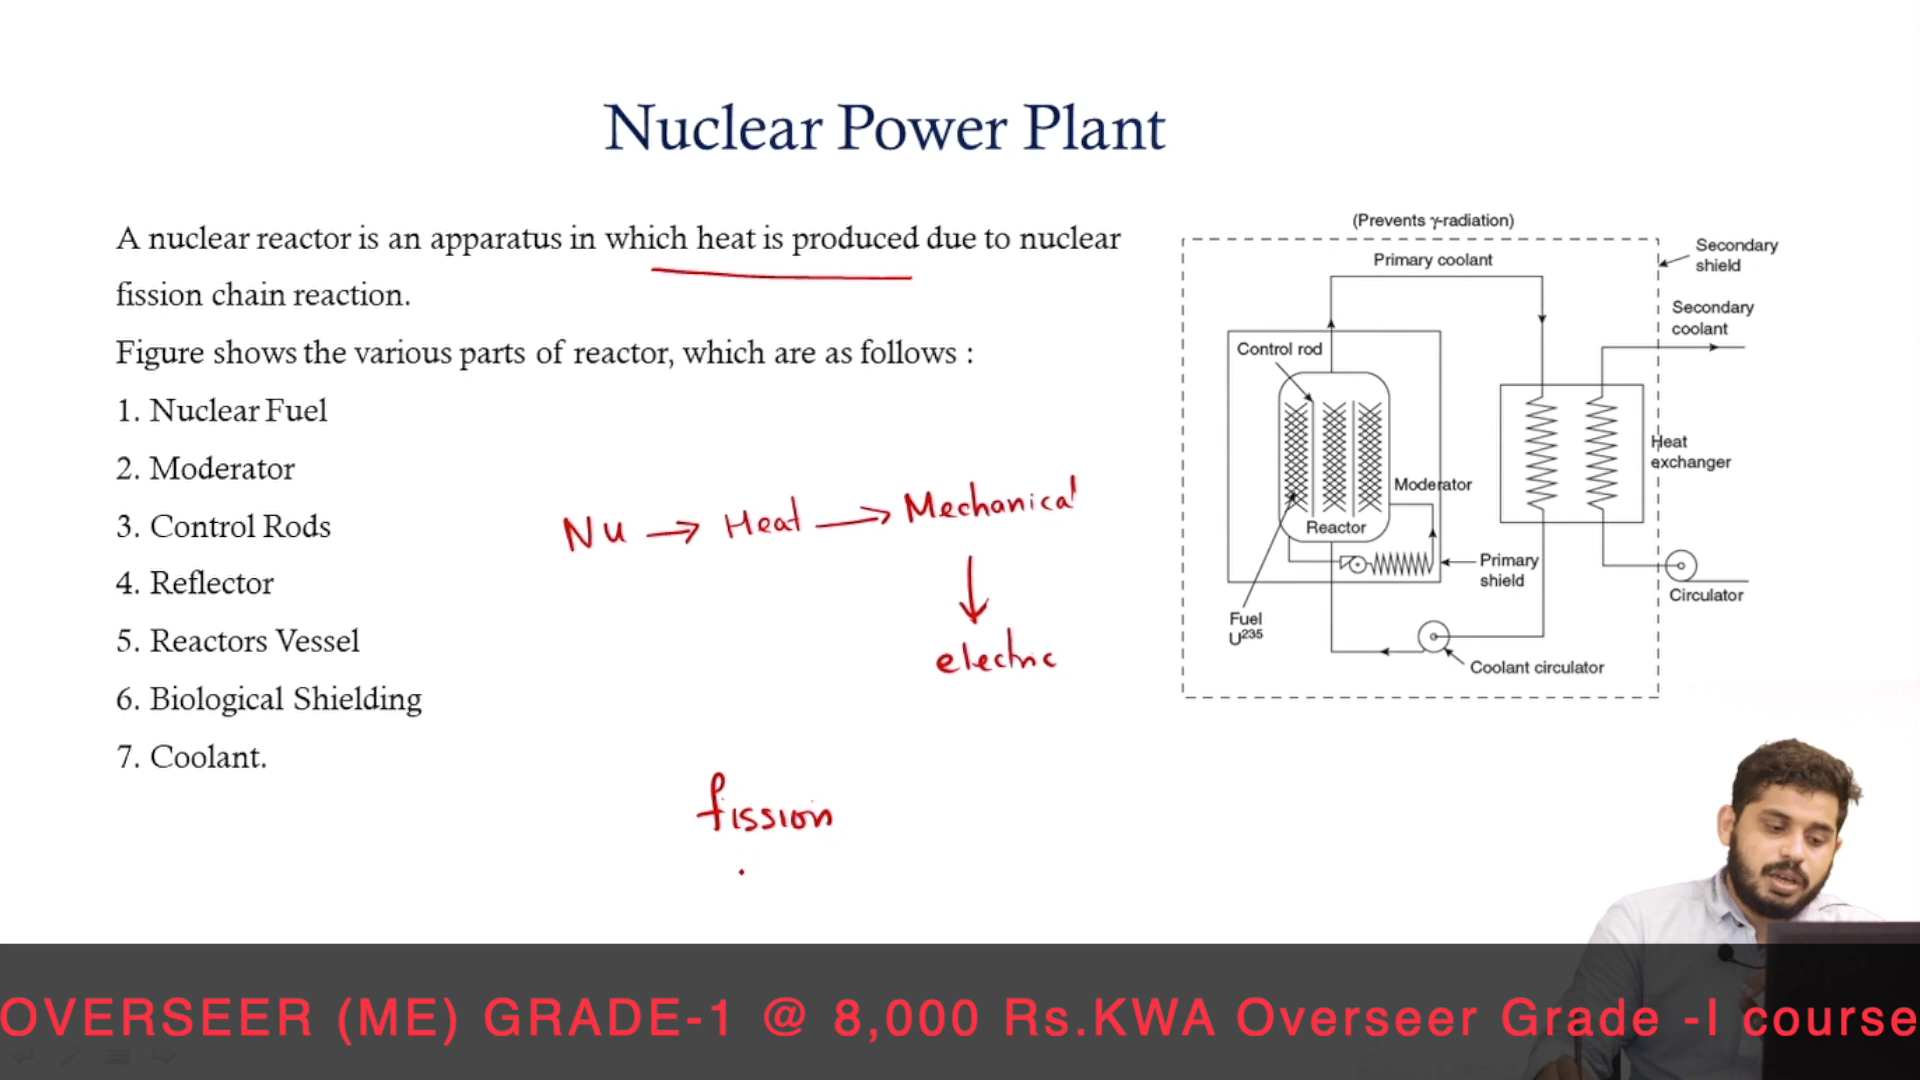 Nuclear Power Plant
A nuclear reactor is an apparatus in which heat is produced due to nuclear
fission chain reaction.
Figure shows the various parts of reactor, which are as follows :
1. Nuclear Fuel
2. Moderator
3. Control Rods
4. Reflector
5. Reactors Vessel
6. Biological Shielding
7. Coolant.
Nu → Heat → Mechanical
↓
electric
fission
(Prevents γ-radiation)
Primary coolant
Secondary
shield
Secondary
coolant
Control rod
Heat
exchanger
Moderator
Reactor
Primary
shield
Circulator
Fuel
U²³⁵
Coolant circulator
OVERSEER (ME) GRADE-1 @ 8,000 Rs.KWA Overseer Grade -I course